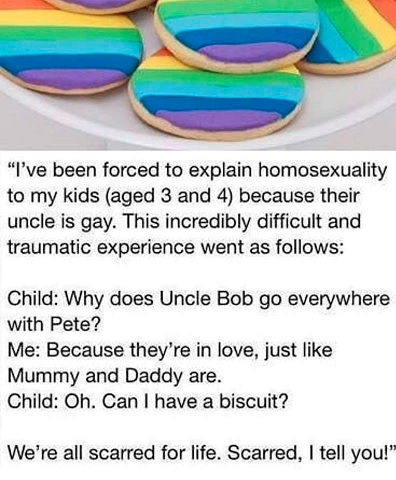 “I’ve been forced to explain homosexuality
to my kids (aged 3 and 4) because their
uncle is gay. This incredibly difficult and
traumatic experience went as follows:
Child: Why does Uncle Bob go everywhere
with Pete?
Me: Because they’re in love, just like
Mummy and Daddy are.
Child: Oh. Can I have a biscuit?
We’re all scarred for life. Scarred, I tell you!”